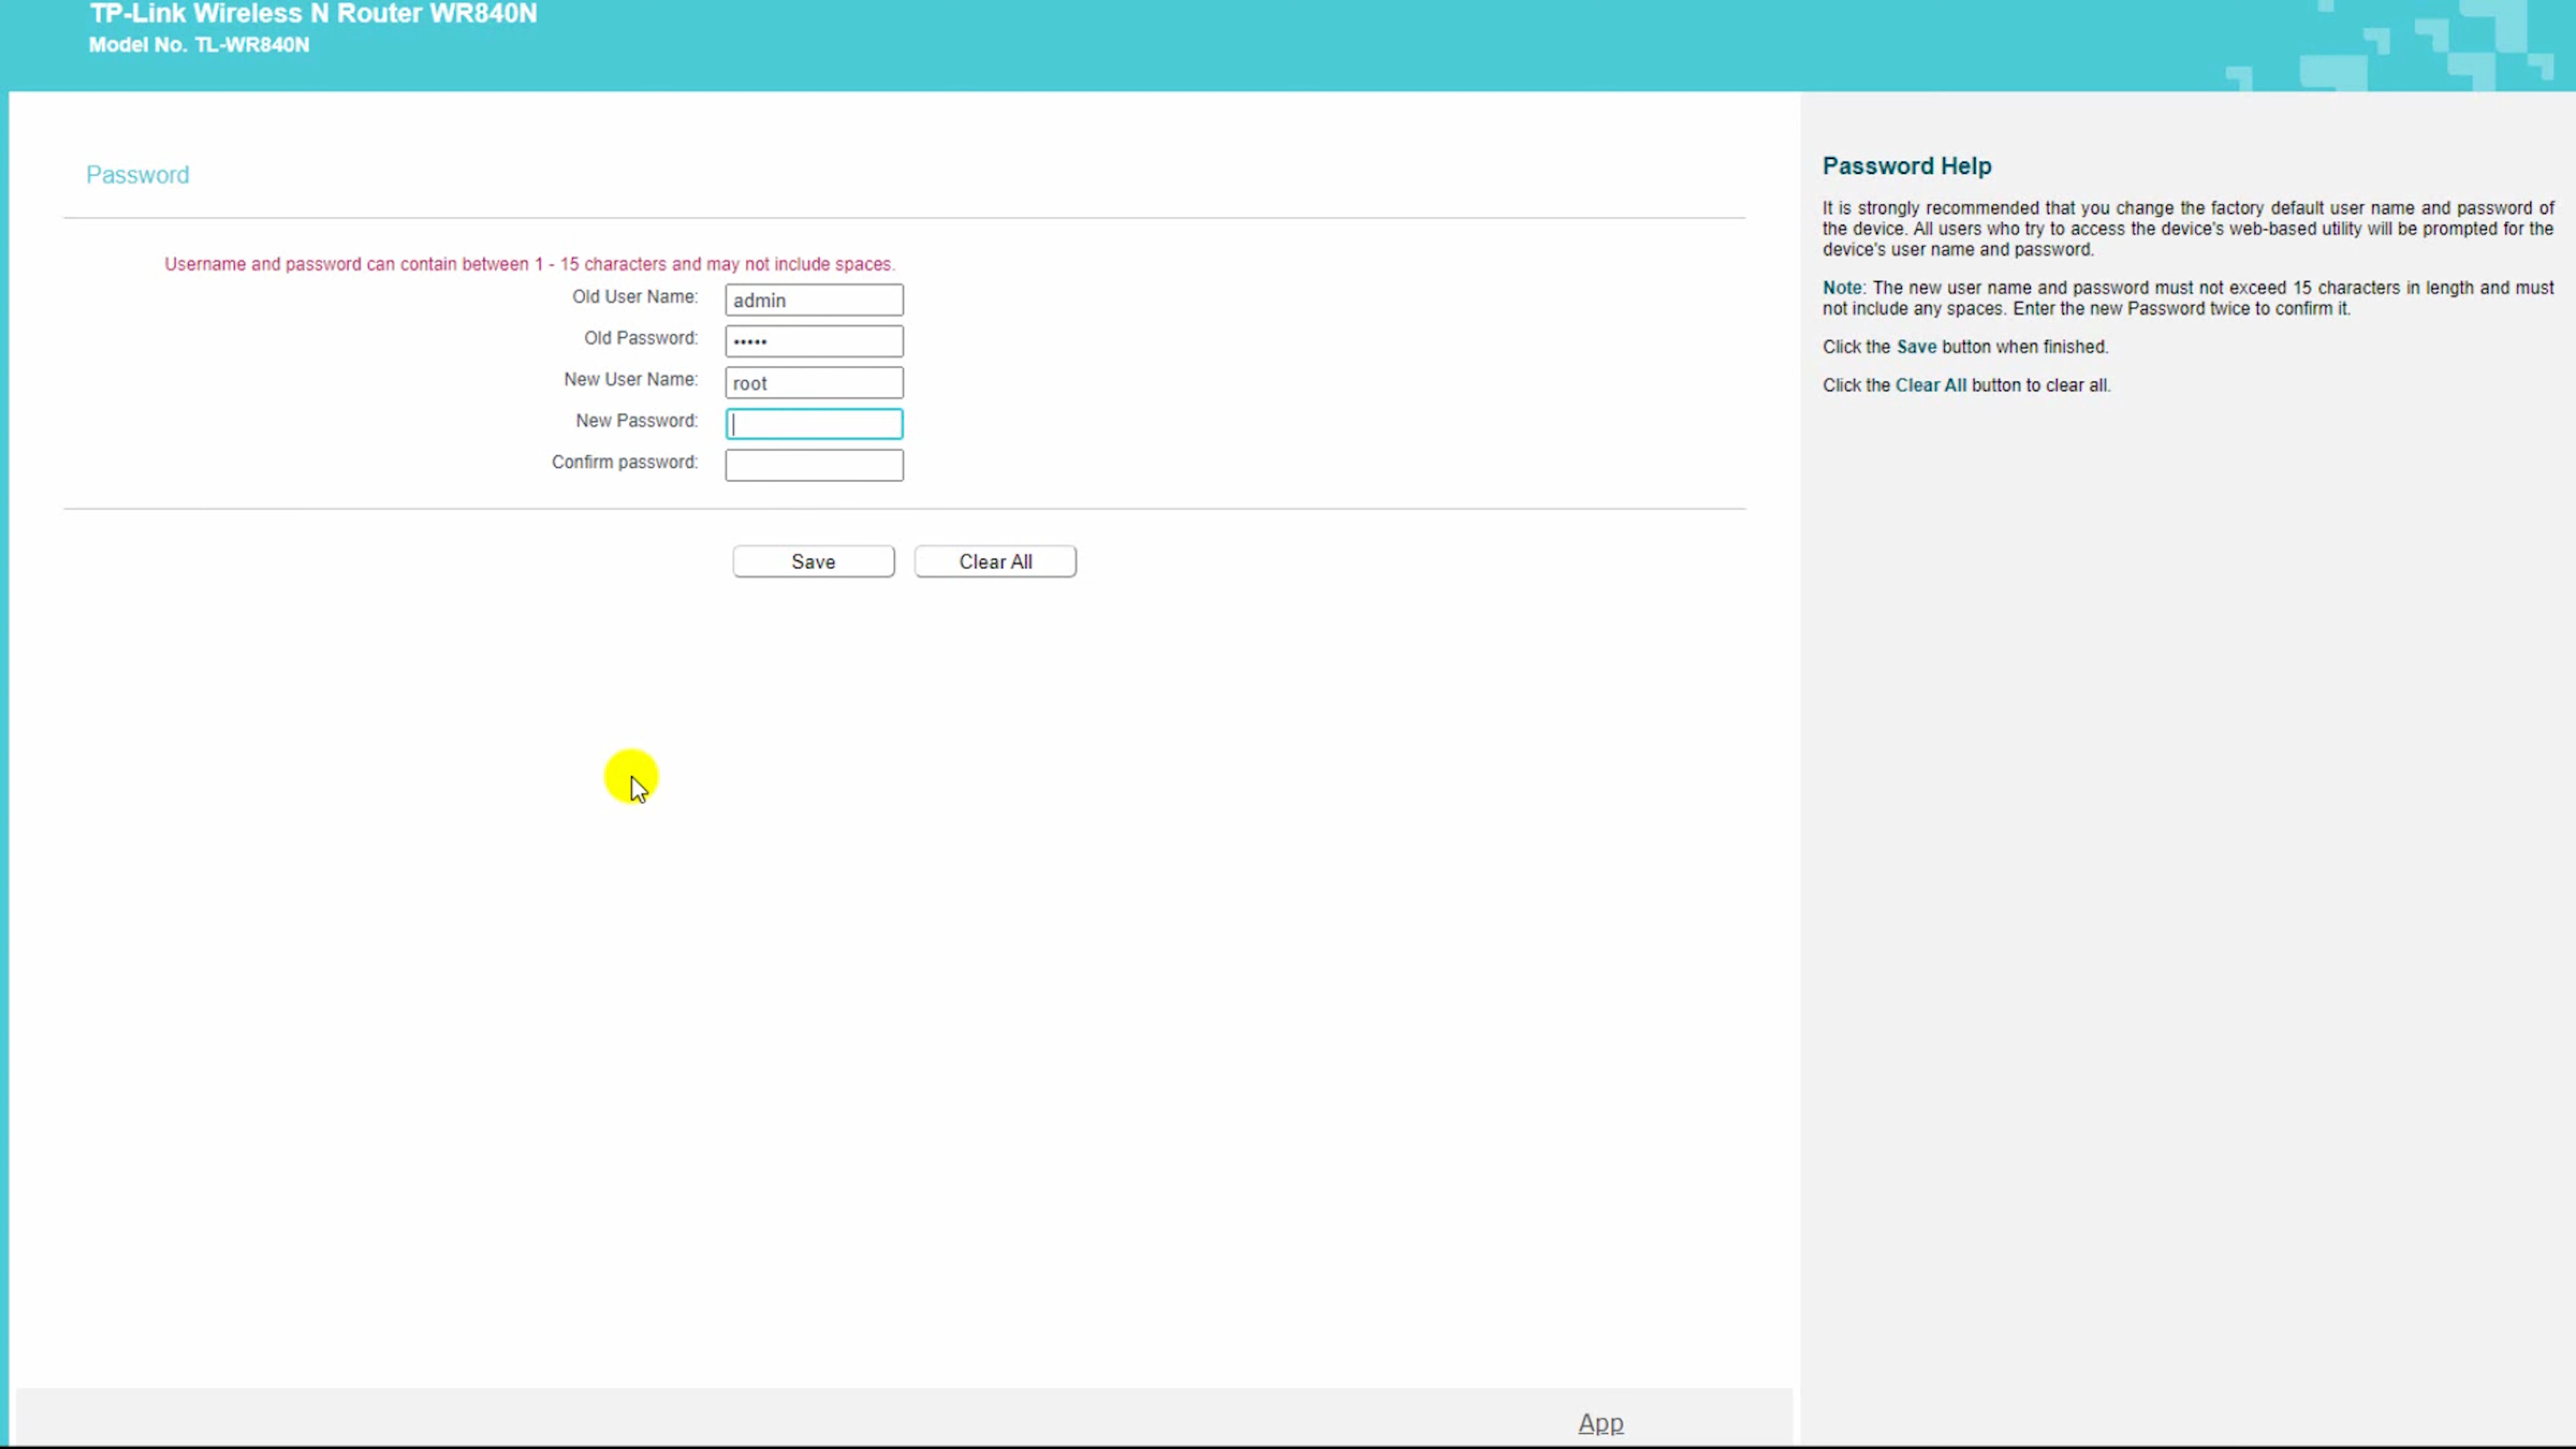 TP-Link Wireless N Router WR840N
Model No. TL-WR840N
Password
Username and password can contain between 1 - 15 characters and may not include spaces.
Old User Name: admin
Old Password: •••••
New User Name: root
New Password:
Confirm password:
Save Clear All
Password Help
It is strongly recommended that you change the factory default user name and password of
the device. All users who try to access the device's web-based utility will be prompted for the
device's user name and password.
Note: The new user name and password must not exceed 15 characters in length and must
not include any spaces. Enter the new Password twice to confirm it.
Click the Save button when finished.
Click the Clear All button to clear all.
App